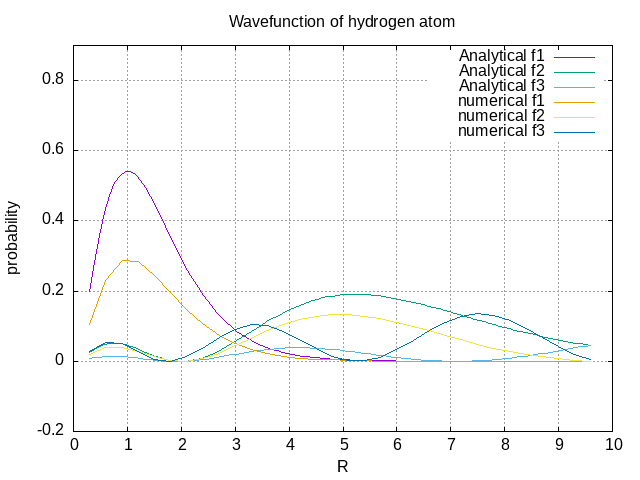 Wavefunction of hydrogen atom
Analytical f1
Analytical f2
Analytical f3
numerical f1
numerical f2
numerical f3
0.8
0.6
0.4
0.2
0
-0.2
probability
0 1 2 3 4 5 6 7 8 9 10
R